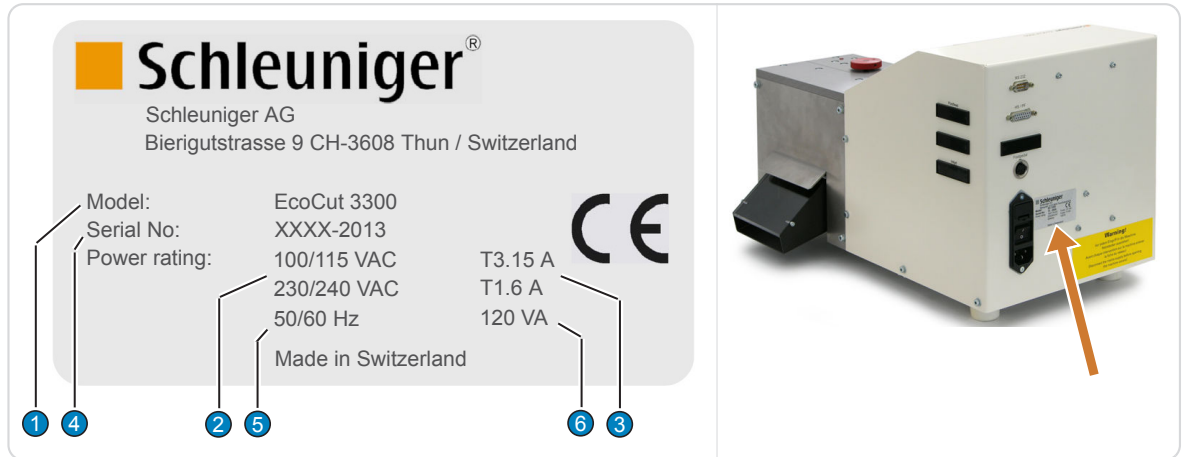 Schleuniger®
Schleuniger AG
Bierigutstrasse 9 CH-3608 Thun / Switzerland
Model: EcoCut 3300
Serial No: XXXX-2013
Power rating: 100/115 VAC T3.15 A
230/240 VAC T1.6 A
50/60 Hz 120 VA
Made in Switzerland
CE
1 4 2 5 6 3
Schleuniger
Warning!